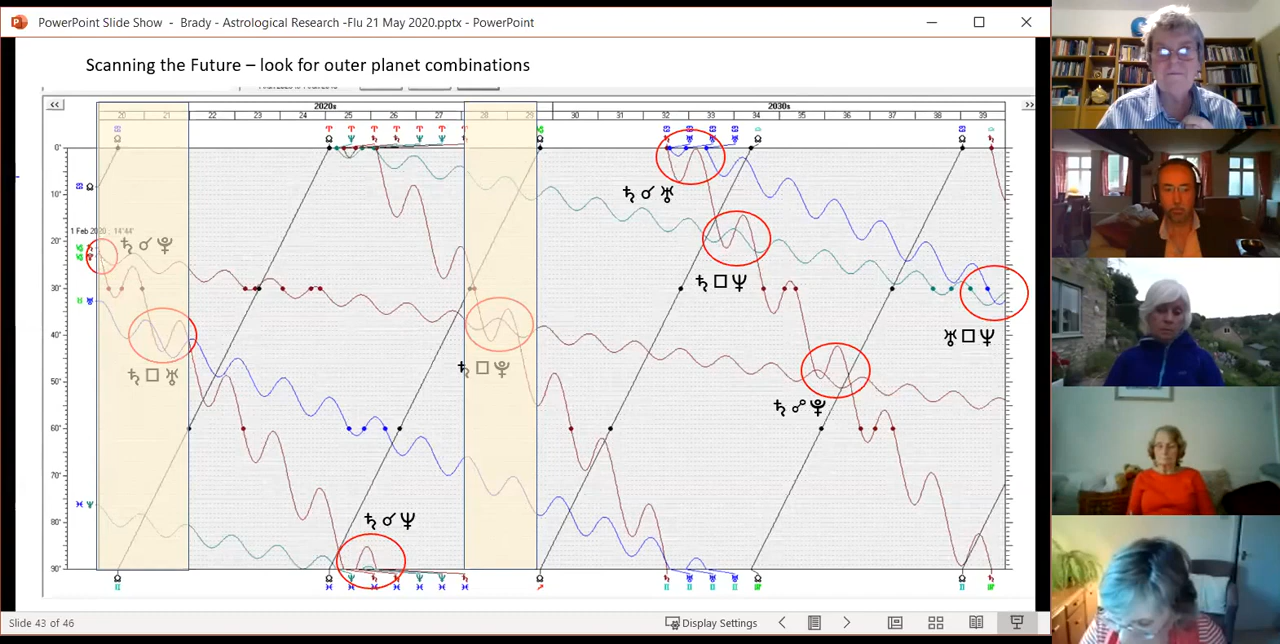 PowerPoint Slide Show - Brady - Astrological Research -Flu 21 May 2020.pptx - PowerPoint
Scanning the Future – look for outer planet combinations
<< 2020s 2030s >>
20 21 22 23 24 25 26 27 28 29 30 31 32 33 34 35 36 37 38 39
0°
10°
♄ ☌ ♅
20°
1 Feb 2020 , 14°44'
♄ ☌ ♇
♄ □ ♆
30°
♅ □ ♆
40°
♄ □ ♅
♄ □ ♇
50°
♄ ☍ ♇
60°
70°
80°
♄ ☌ ♆
90°
Slide 43 of 46
Display Settings